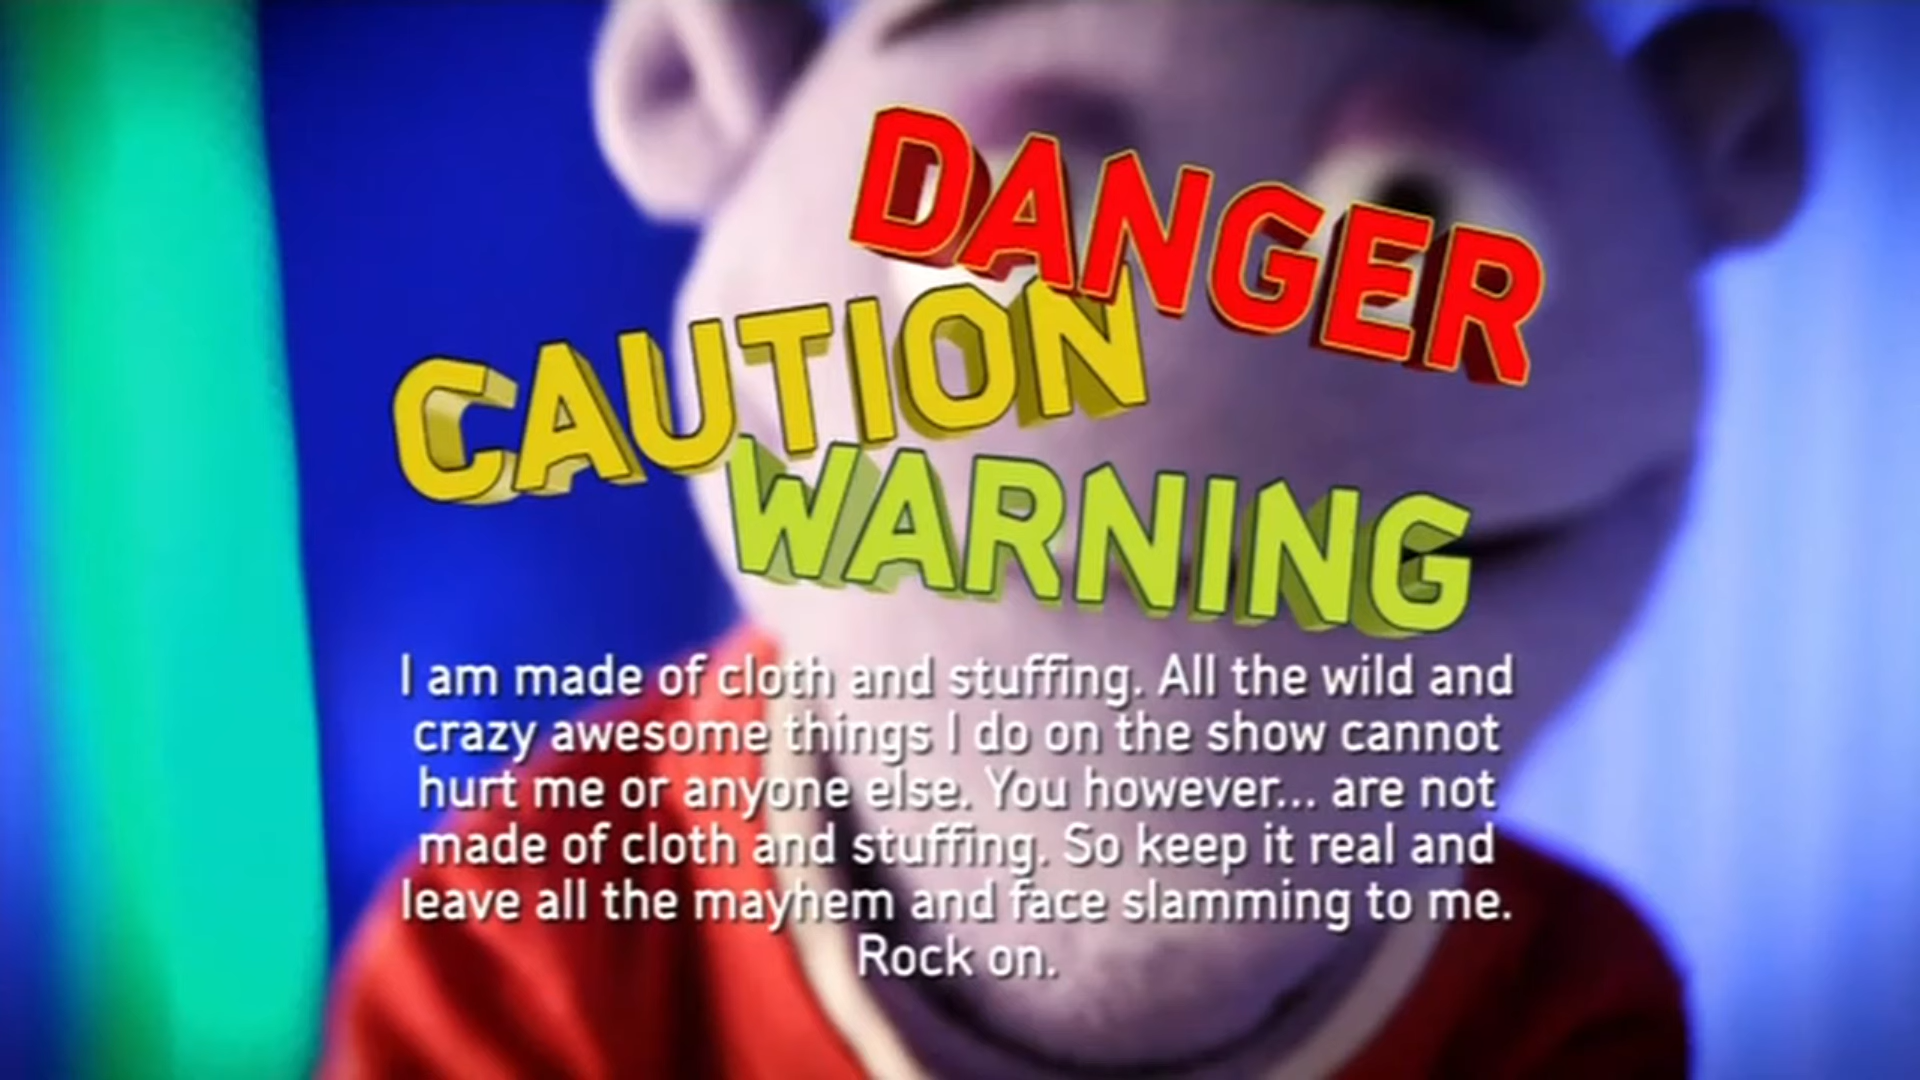 DANGER
CAUTION
WARNING
I am made of cloth and stuffing. All the wild and
crazy awesome things I do on the show cannot
hurt me or anyone else. You however... are not
made of cloth and stuffing. So keep it real and
leave all the mayhem and face slamming to me.
Rock on.